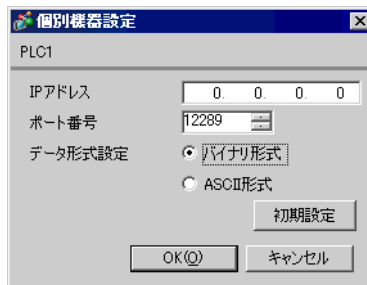 個別機器設定
PLC1
IPアドレス 0. 0. 0. 0
ポート番号 12289
データ形式設定 バイナリ形式
ASCII形式
初期設定
OK(O) キャンセル